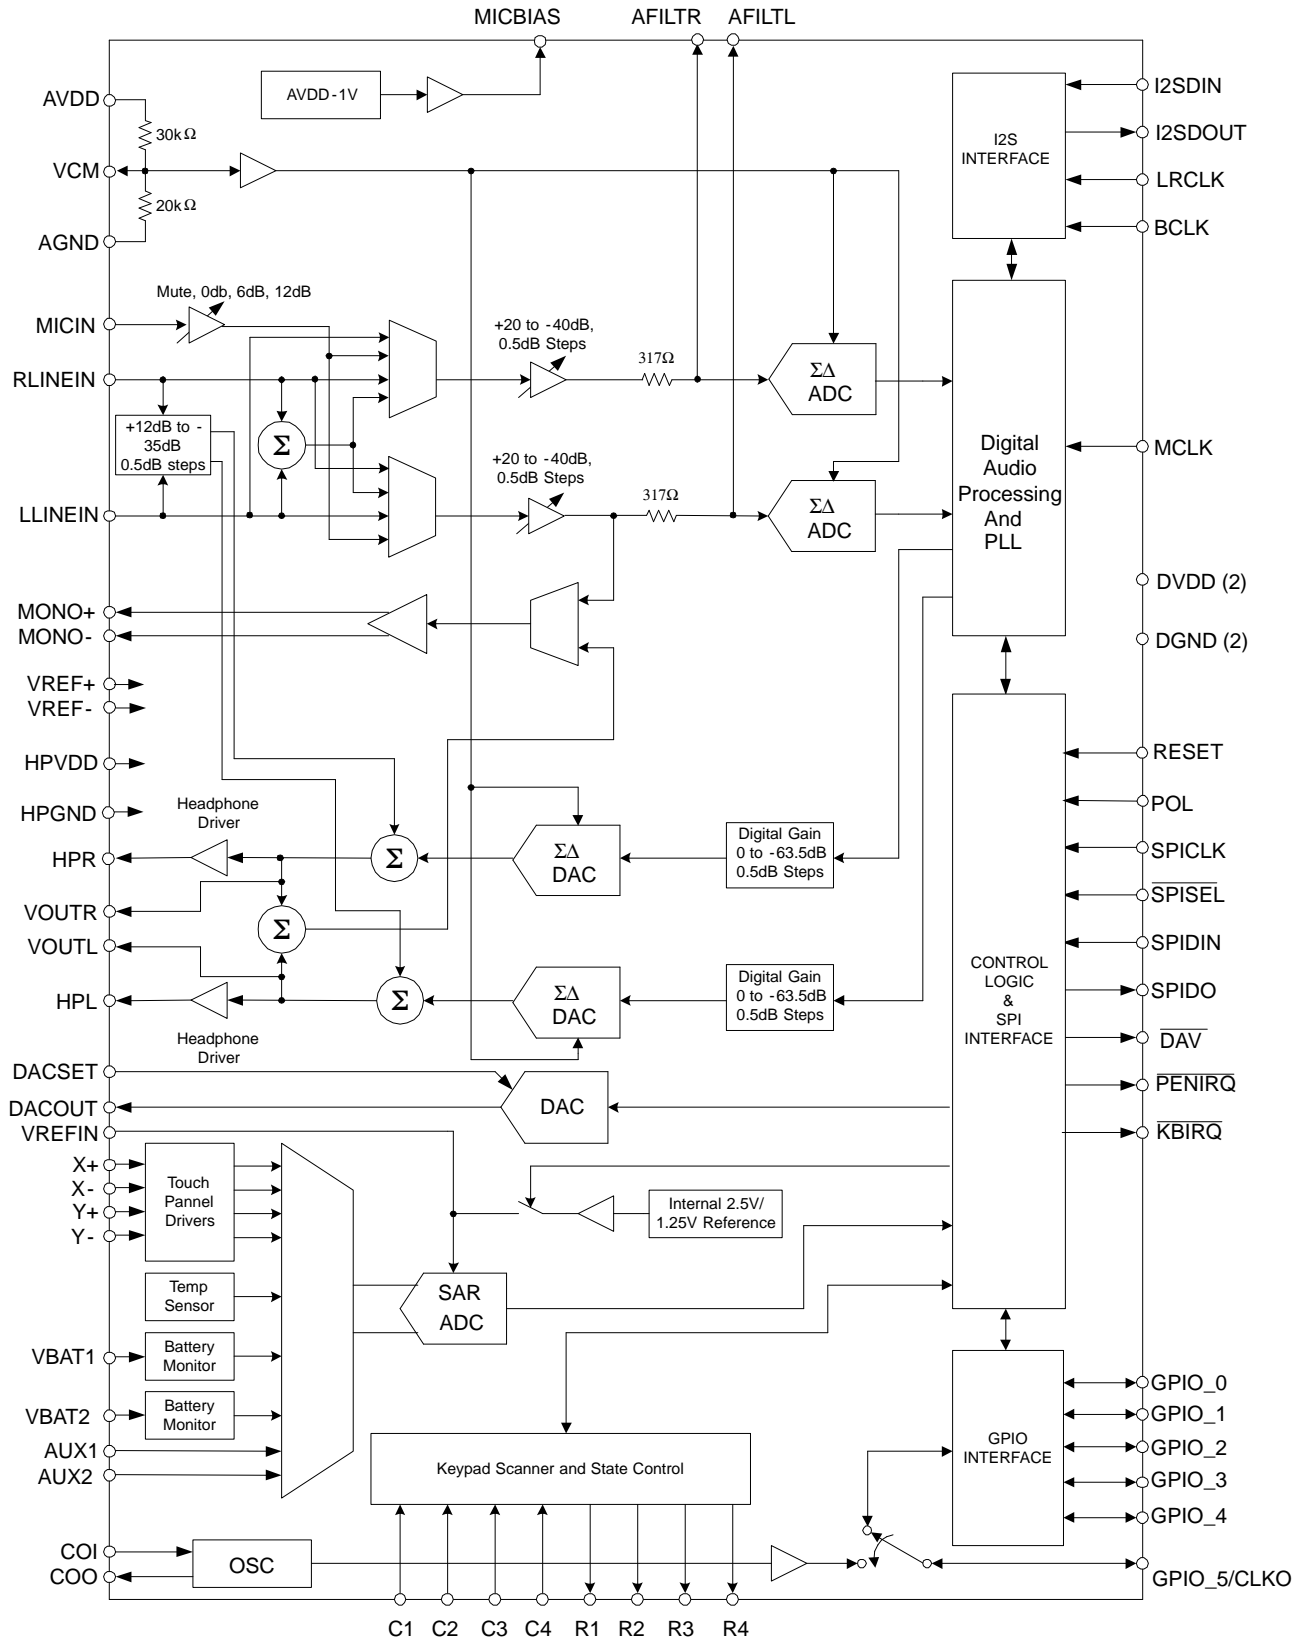 MICBIAS AFILTR AFILTL
AVDD
AVDD-1V
30kΩ
VCM
20kΩ
AGND
I2SDIN
I2S
INTERFACE
I2SDOUT
LRCLK
BCLK
Mute, 0db, 6dB, 12dB
MICIN
+20 to -40dB,
0.5dB Steps
317Ω
ΣΔ
ADC
RLINEIN
+12dB to -
35dB
0.5dB steps
Σ
+20 to -40dB,
0.5dB Steps
317Ω
ΣΔ
ADC
LLINEIN
Digital
Audio
Processing
And
PLL
MCLK
DVDD (2)
DGND (2)
MONO+
MONO-
VREF+
VREF-
HPVDD
HPGND
Headphone
Driver
HPR
Σ
ΣΔ
DAC
Digital Gain
0 to -63.5dB
0.5dB Steps
VOUTR
Σ
VOUTL
HPL
Σ
ΣΔ
DAC
Digital Gain
0 to -63.5dB
0.5dB Steps
Headphone
Driver
RESET
POL
SPICLK
SPISEL
SPIDIN
CONTROL
LOGIC
&
SPI
INTERFACE
SPIDO
DAV
PENIRQ
KBIRQ
DACSET
DACOUT
DAC
VREFIN
X+
X-
Y+
Y-
Touch
Pannel
Drivers
Internal 2.5V/
1.25V Reference
Temp
Sensor
SAR
ADC
VBAT1
Battery
Monitor
VBAT2
Battery
Monitor
AUX1
AUX2
Keypad Scanner and State Control
GPIO
INTERFACE
GPIO_0
GPIO_1
GPIO_2
GPIO_3
GPIO_4
COI
COO
OSC
GPIO_5/CLKO
C1 C2 C3 C4 R1 R2 R3 R4